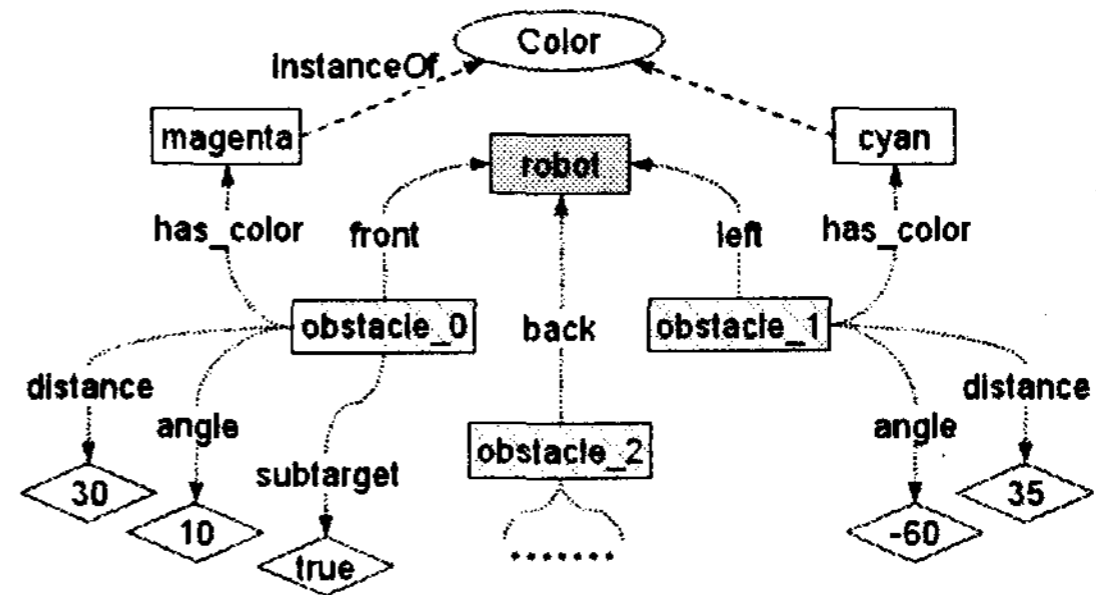 Color
instanceOf
magenta
robot
cyan
has_color
front
left
has_color
obstacle_0
back
obstacle_1
distance
angle
subtarget
obstacle_2
angle
distance
30
10
true
.......
-60
35